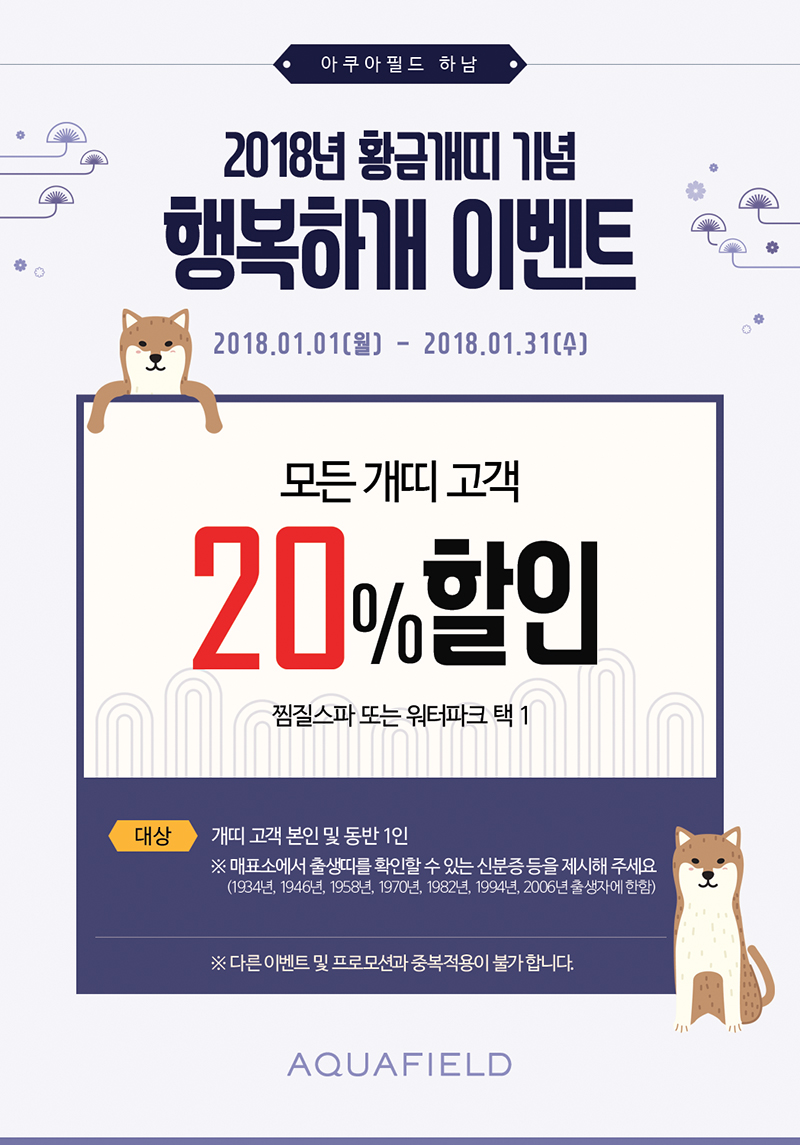 아쿠아필드 하남
2018년 황금개띠 기념
행복하개 이벤트
2018.01.01(월) - 2018.01.31(수)
모든 개띠 고객
20%할인
찜질스파 또는 워터파크 택 1
대상 개띠 고객 본인 및 동반 1인
※ 매표소에서 출생띠를 확인할 수 있는 신분증 등을 제시해 주세요
(1934년, 1946년, 1958년, 1970년, 1982년, 1994년, 2006년 출생자에 한함)
※ 다른 이벤트 및 프로모션과 중복적용이 불가 합니다.
AQUAFIELD